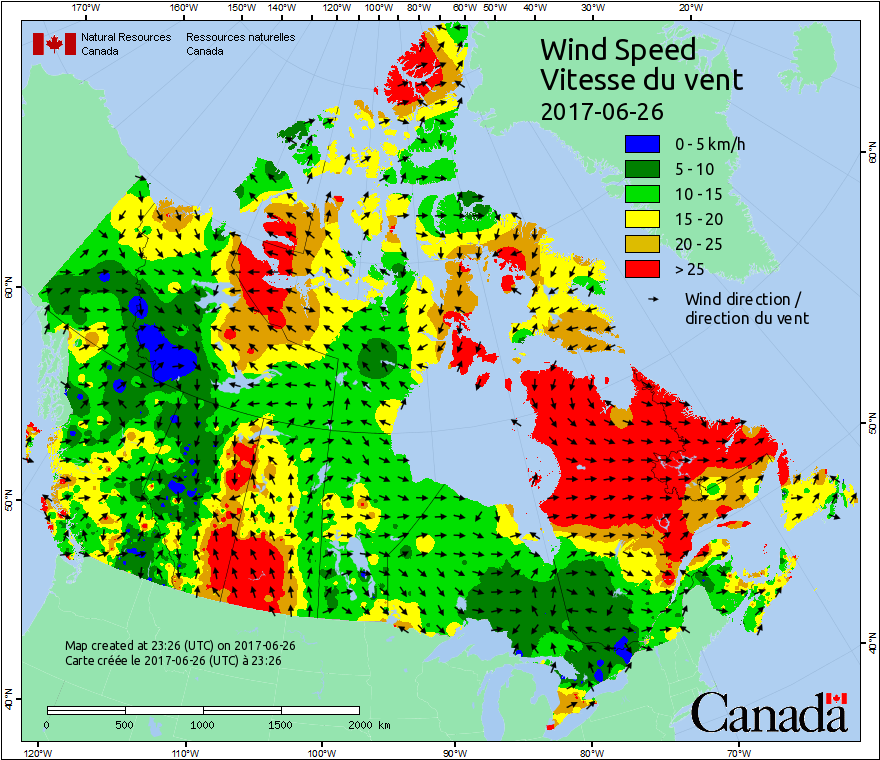 170°W 160°W 150°W 140°W 120°W 100°W 80°W 60°W 50°W 40°W 30°W 20°W
Natural Resources Ressources naturelles
Canada Canada
Wind Speed
Vitesse du vent
2017-06-26
0 - 5 km/h
5 - 10
10 - 15
15 - 20
20 - 25
> 25
Wind direction /
direction du vent
60°N
60°N
50°N
50°N
40°N
40°N
Map created at 23:26 (UTC) on 2017-06-26
Carte créée le 2017-06-26 (UTC) à 23:26
0 500 1000 1500 2000 km
Canada
120°W 110°W 100°W 90°W 80°W 70°W